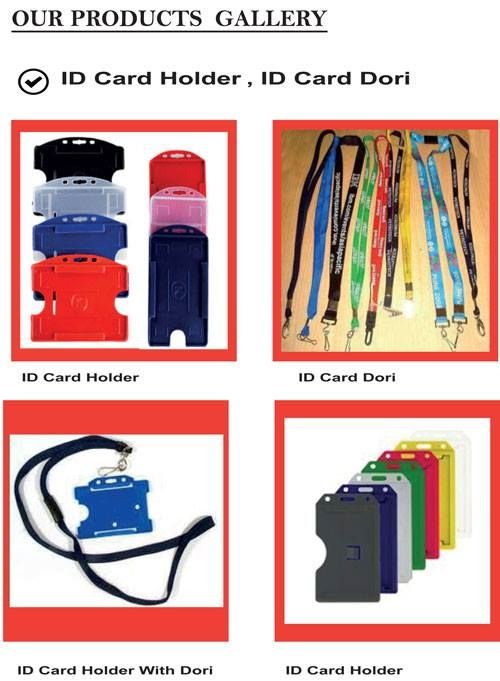 OUR PRODUCTS  GALLERY
ID Card Holder , ID Card Dori
ID Card Holder
ID Card Dori
ID Card Holder With Dori
ID Card Holder